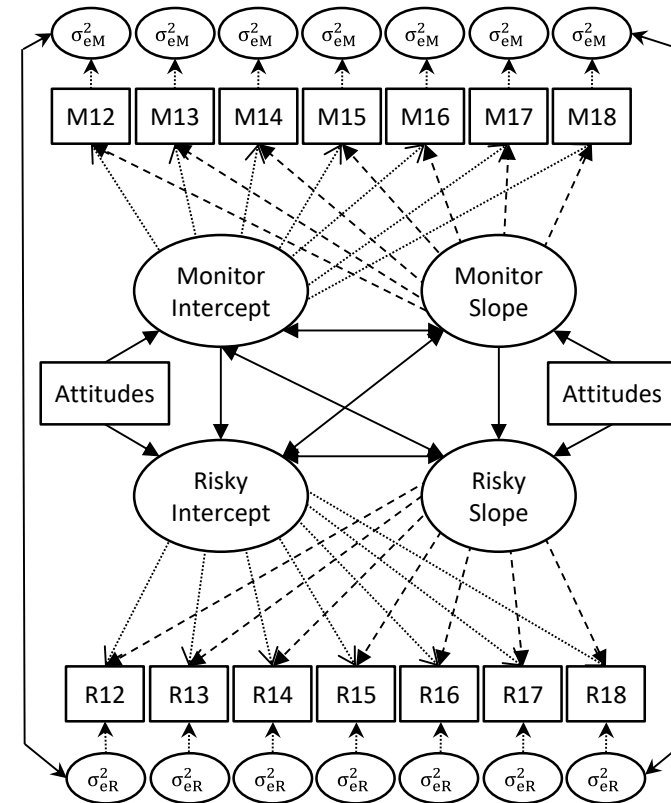 σ²eM σ²eM σ²eM σ²eM σ²eM σ²eM σ²eM
M12 M13 M14 M15 M16 M17 M18
Monitor
Intercept
Monitor
Slope
Attitudes
Attitudes
Risky
Intercept
Risky
Slope
R12 R13 R14 R15 R16 R17 R18
σ²eR σ²eR σ²eR σ²eR σ²eR σ²eR σ²eR